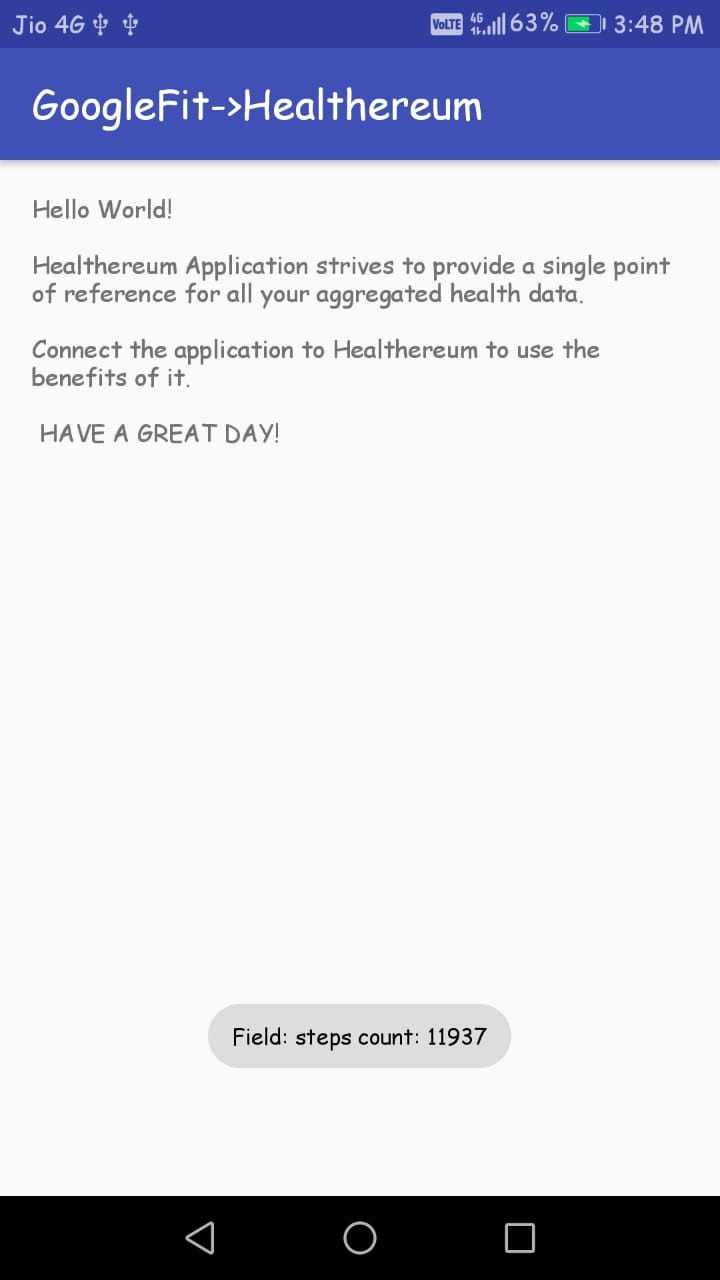 Jio 4G VoLTE 4G 63% 3:48 PM
GoogleFit->Healthereum
Hello World!
Healthereum Application strives to provide a single point
of reference for all your aggregated health data.
Connect the application to Healthereum to use the
benefits of it.
HAVE A GREAT DAY!
Field: steps count: 11937